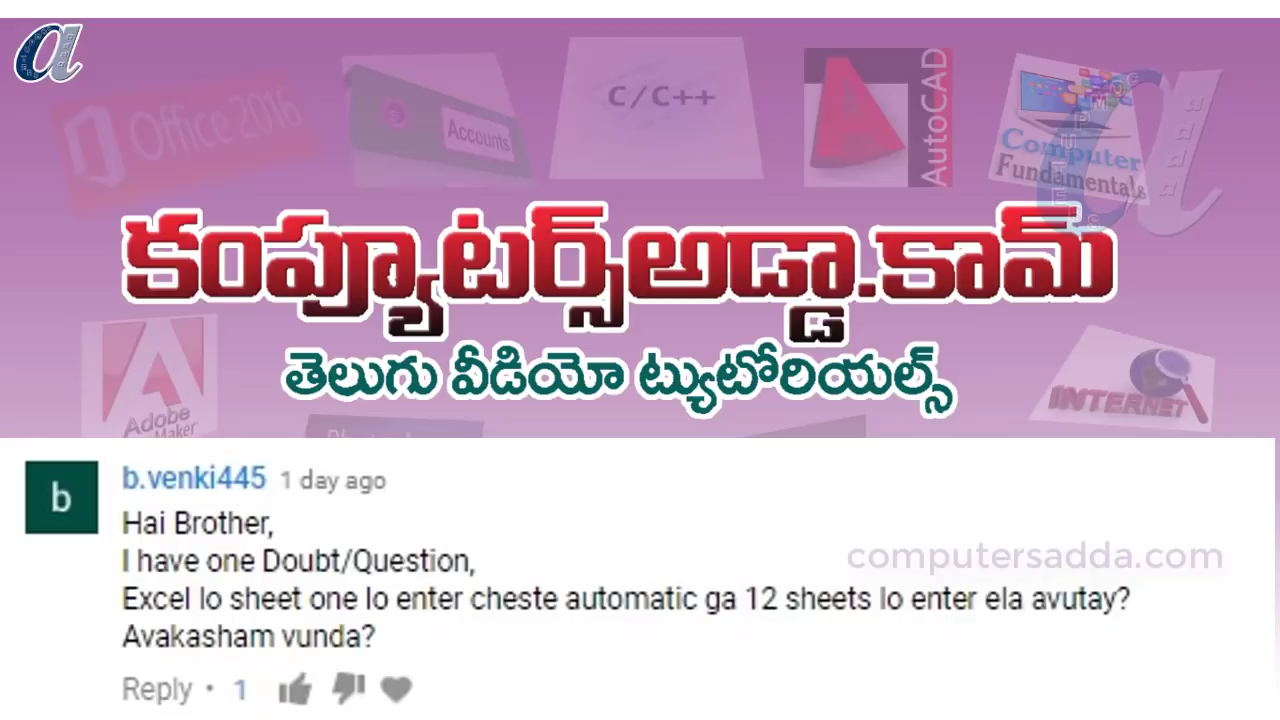 a
Office 2016
Accounts
C/C++
AutoCAD
Computer
Fundamentals
a
adda
కంప్యూటర్స్అడ్డా.కామ్
తెలుగు వీడియో ట్యుటోరియల్స్
Adobe
Maker
INTERNET
b
b.venki445 1 day ago
Hai Brother,
I have one Doubt/Question,
computersadda.com
Excel lo sheet one lo enter cheste automatic ga 12 sheets lo enter ela avutay?
Avakasham vunda?
Reply • 1